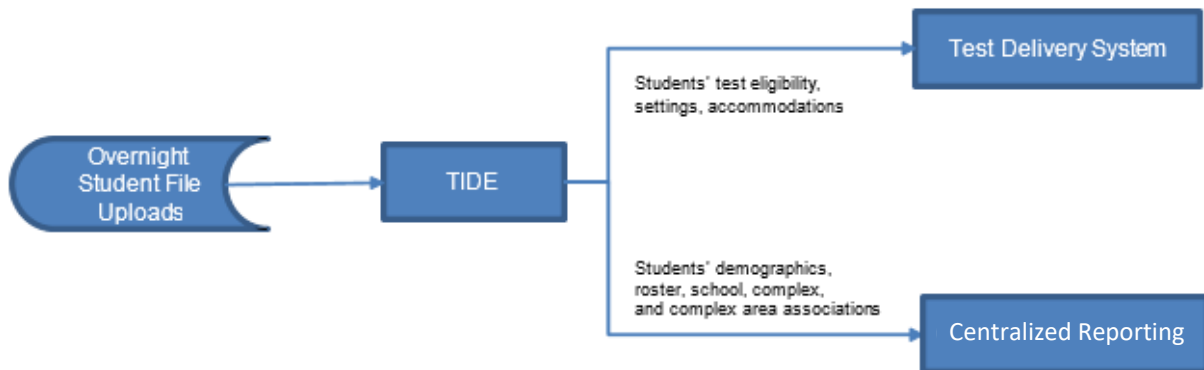 Overnight
Student File
Uploads
TIDE
Students' test eligibility,
settings, accommodations
Test Delivery System
Students' demographics,
roster, school, complex,
and complex area associations
Centralized Reporting